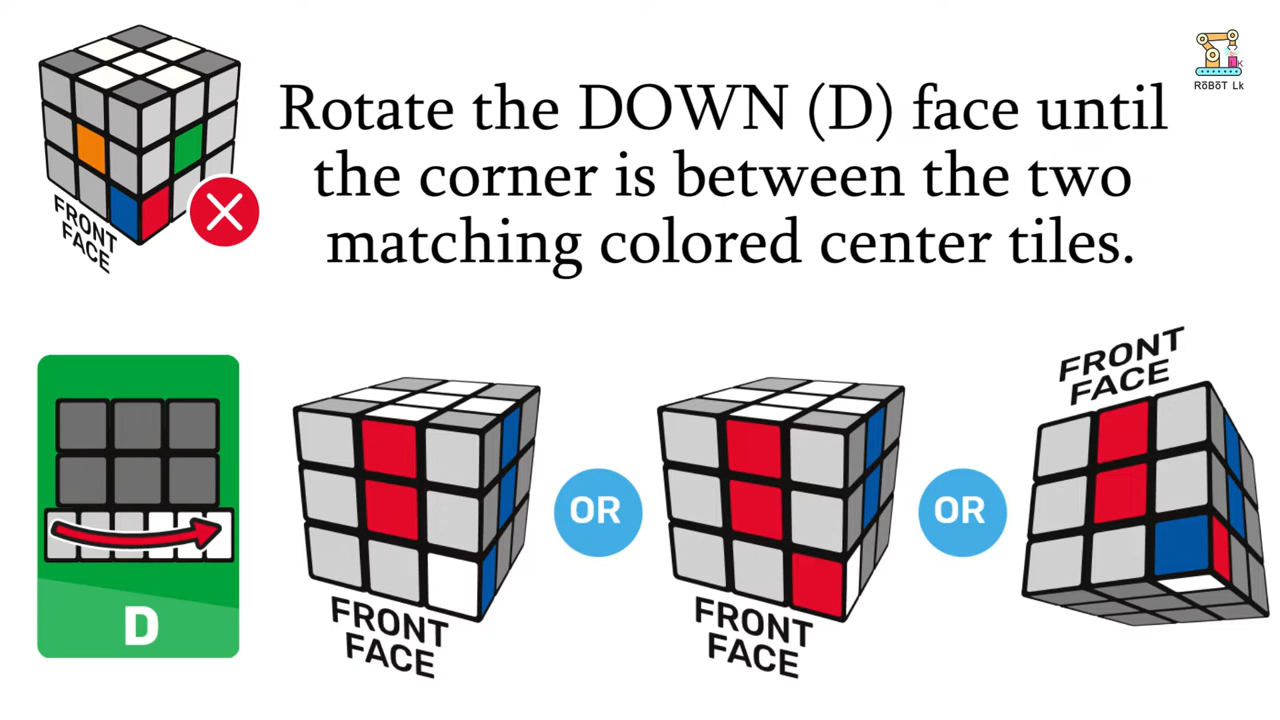 RōBōT Lk
Rotate the DOWN (D) face until
the corner is between the two
matching colored center tiles.
FRONT
FACE
D
FRONT
FACE
OR
FRONT
FACE
OR
FRONT
FACE